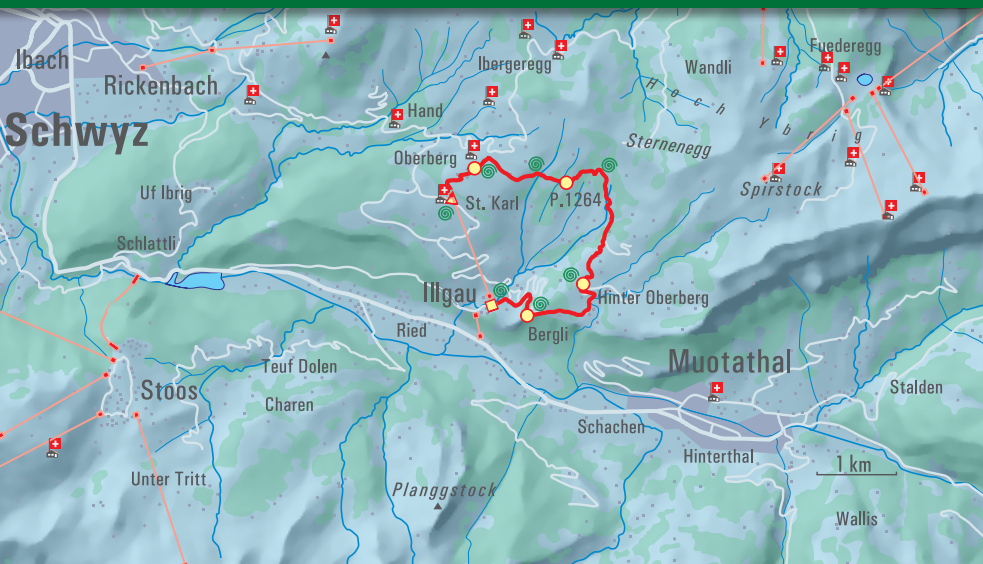 Ibach
Rickenbach
Schwyz
Ibergeregg
Wandli
Fuederegg
Hoch Ybrig
Hand
Sternenegg
Oberberg
Spirstock
Uf Ibrig
St. Karl
P.1264
Schlattli
Illgau
Hinter Oberberg
Ried
Bergli
Muotathal
Teuf Dolen
Stoos
Charen
Stalden
Schachen
Hinterthal
1 km
Unter Tritt
Planggstock
Wallis